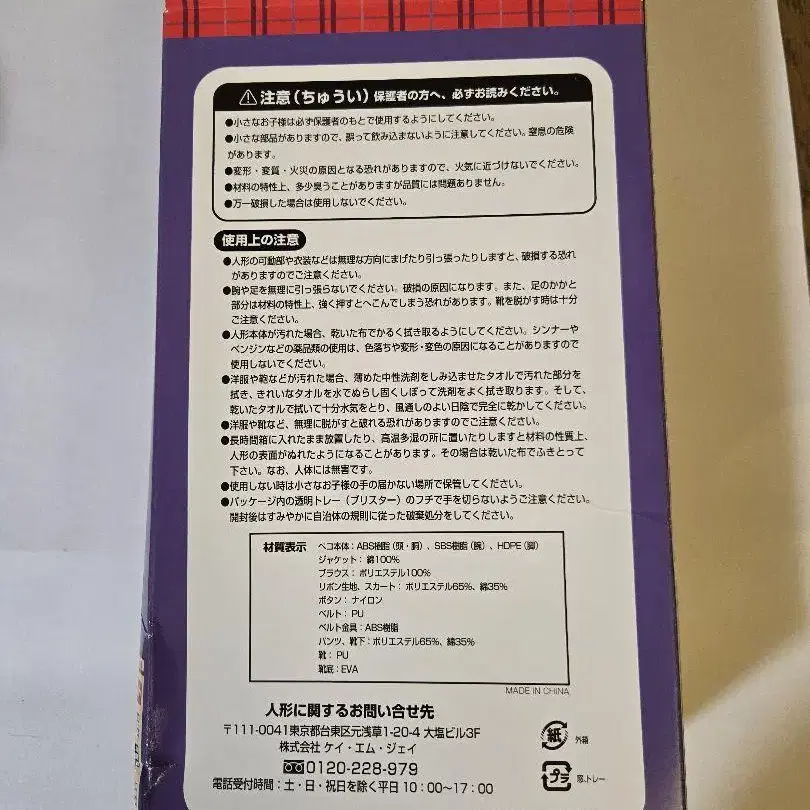 ⚠注意(ちゅうい)保護者の方へ、必ずお読みください。
●小さなお子様は必ず保護者のもとで使用するようにしてください。
●小さな部品がありますので、誤って飲み込まないように注意してください。窒息の危険
があります。
●変形・変質・火災の原因となる恐れがありますので、火気に近づけないでください。
●材料の特性上、多少臭うことがありますが品質には問題ありません。
●万一破損した場合は使用しないでください。
使用上の注意
●人形の可動部や衣装などは無理な方向にまげたり引っ張ったりしますと、破損する恐れ
がありますのでご注意ください。
●腕や足を無理に引っ張らないでください。破損の原因になります。また、足のかかと
部分は材料の特性上、強く押すとへこんでしまう恐れがあります。靴を脱がす時は十分
ご注意ください。
●人形本体が汚れた場合、乾いた布でかるく拭き取るようにしてください。シンナーや
ベンジンなどの薬品類の使用は、色落ちや変形・変色の原因になることがありますので
使用しないでください。
●洋服や鞄などが汚れた場合、薄めた中性洗剤をしみ込ませたタオルで汚れた部分を
拭き、きれいなタオルを水でぬらし固くしぼって洗剤をよく拭き取ります。そして、
乾いたタオルで拭いて十分水気をとり、風通しのよい日陰で完全に乾かしてください。
●洋服や靴など、無理に脱がすと破れる恐れがありますのでご注意ください。
●長時間箱に入れたまま放置したり、高温多湿の所に置いたりしますと材料の性質上、
人形の表面がぬれたようになることがあります。その場合は乾いた布でふきとって
下さい。なお、人体には無害です。
●使用しない時は小さなお子様の手の届かない場所で保管してください。
●パッケージ内の透明トレー(ブリスター)のフチで手を切らないようご注意ください。
開封後はすみやかに自治体の規則に従った破棄処分をしてください。
材質表示 ペコ本体:ABS樹脂(頭・胴)、SBS樹脂(腕)、HDPE(脚)
ジャケット:綿100%
ブラウス:ポリエステル100%
リボン生地、スカート:ポリエステル65%、綿35%
ボタン:ナイロン
ベルト:PU
ベルト金具:ABS樹脂
パンツ、靴下:ポリエステル65%、綿35%
靴:PU
靴底:EVA
MADE IN CHINA
人形に関するお問い合せ先
〒111-0041東京都台東区元浅草1-20-4 大塩ビル3F
株式会社 ケイ・エム・ジェイ
0120-228-979
電話受付時間:土・日・祝日を除く平日 10:00〜17:00
紙 外箱
プラ 窓、トレー